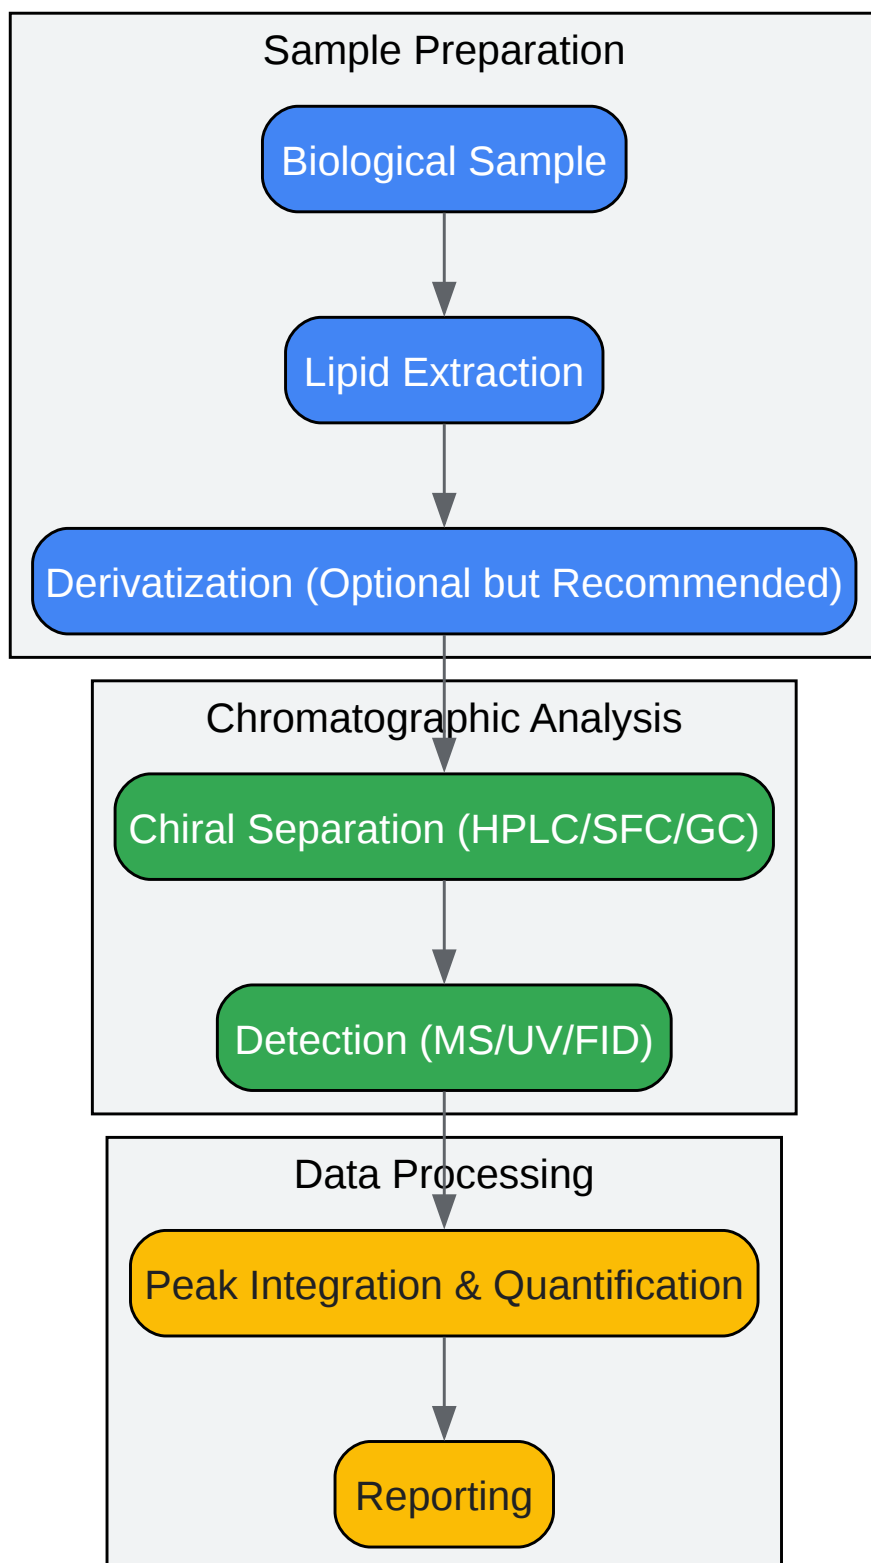 Sample Preparation
Biological Sample
Lipid Extraction
Derivatization (Optional but Recommended)
Chromatographic Analysis
Chiral Separation (HPLC/SFC/GC)
Detection (MS/UV/FID)
Data Processing
Peak Integration & Quantification
Reporting